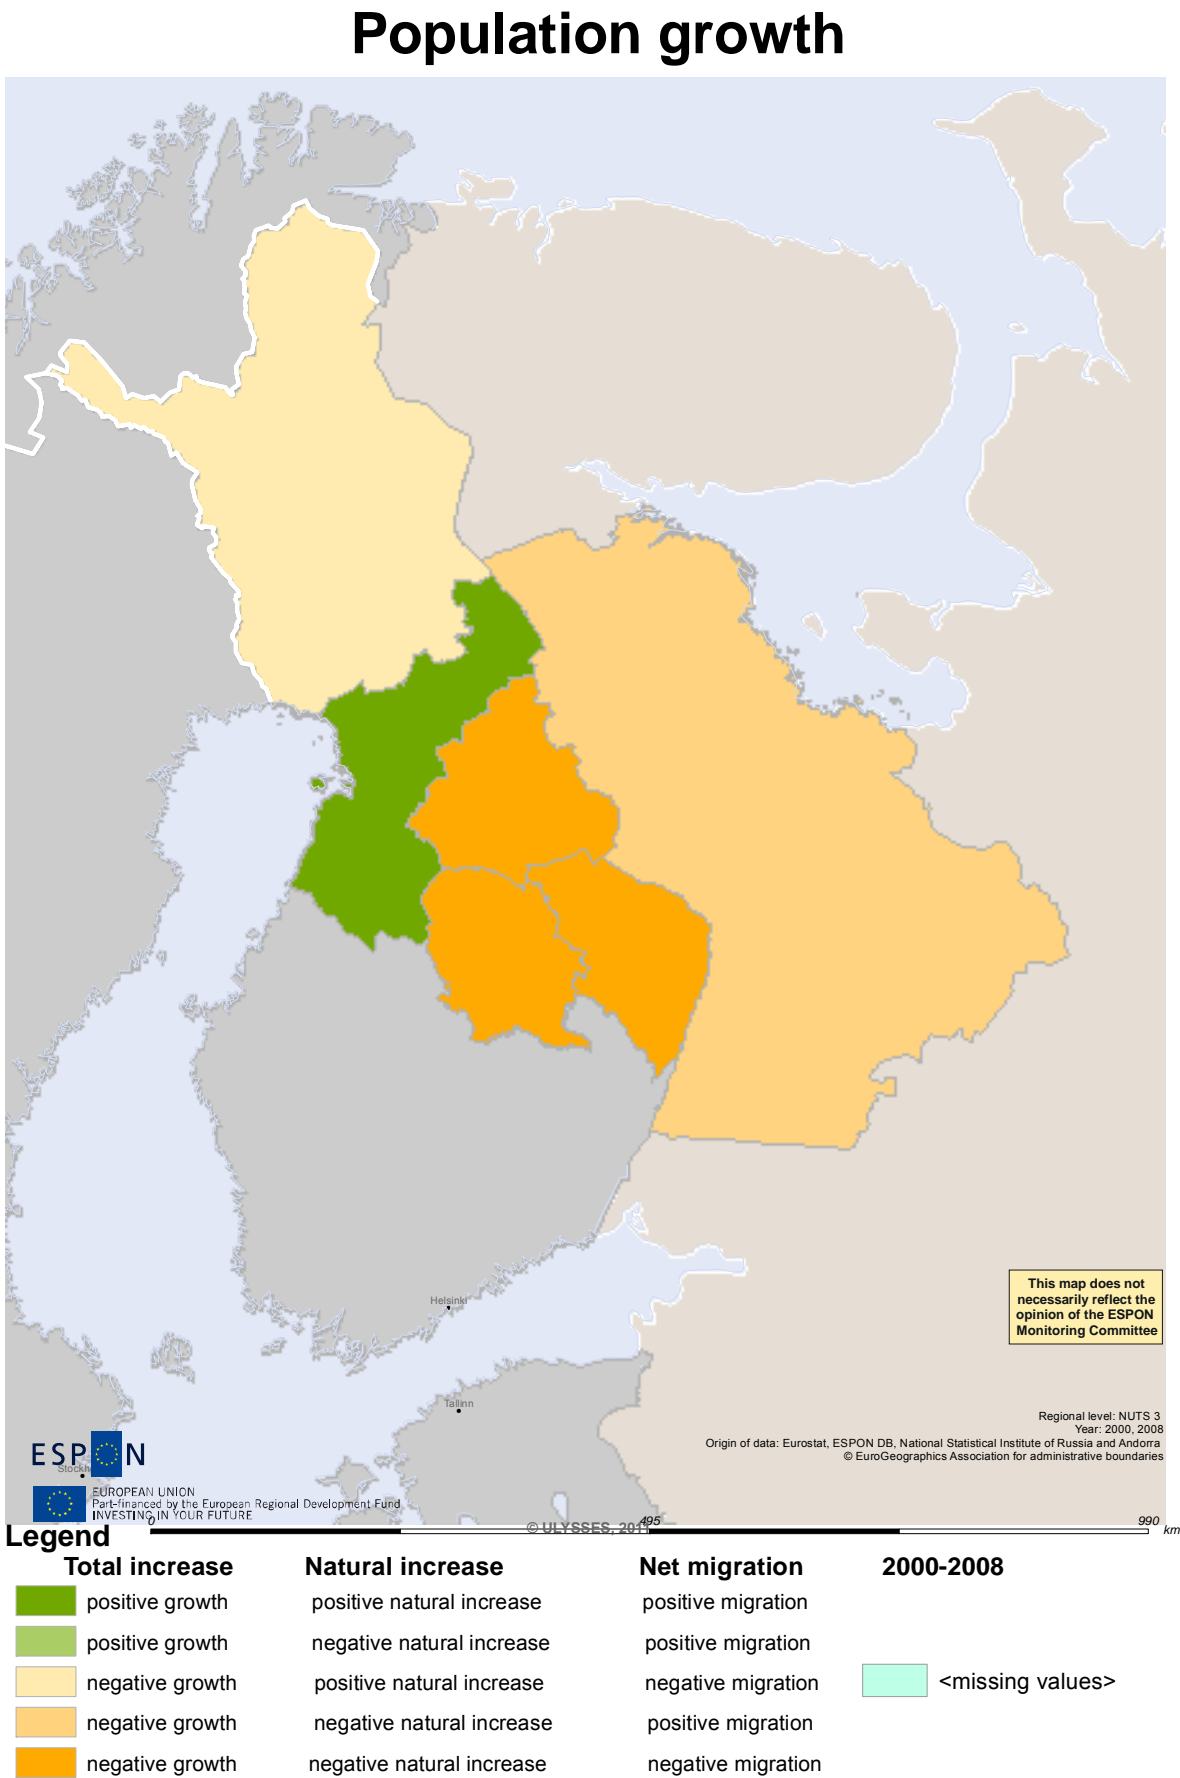 Population growth
Helsinki
Tallinn
This map does not
necessarily reflect the
opinion of the ESPON
Monitoring Committee
Regional level: NUTS 3
Year: 2000, 2008
Origin of data: Eurostat, ESPON DB, National Statistical Institute of Russia and Andorra
© EuroGeographics Association for administrative boundaries
ESPON
EUROPEAN UNION
Part-financed by the European Regional Development Fund
INVESTING IN YOUR FUTURE
© ULYSSES,
0 495 990 km
Legend
Total increase Natural increase Net migration 2000-2008
positive growth positive natural increase positive migration
positive growth negative natural increase positive migration
negative growth positive natural increase negative migration <missing values>
negative growth negative natural increase positive migration
negative growth negative natural increase negative migration